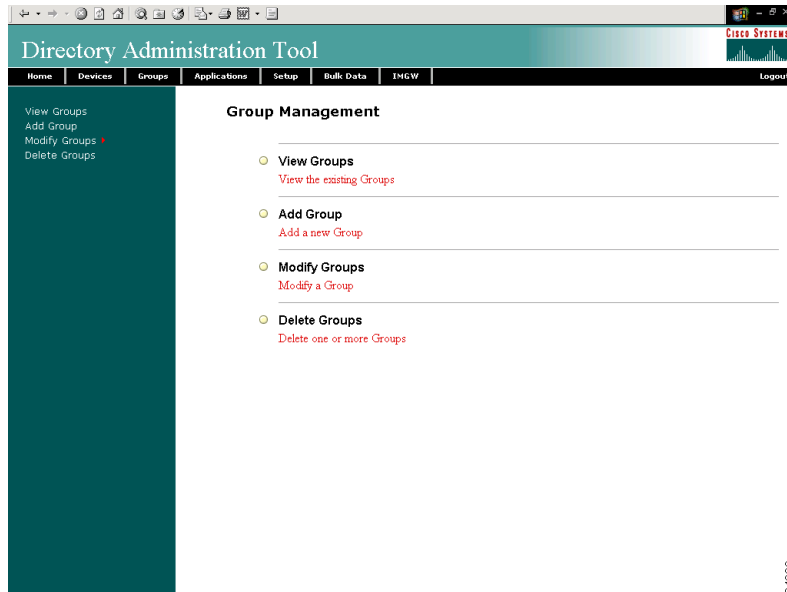 CISCO SYSTEMS
Directory Administration Tool
Home Devices Groups Applications Setup Bulk Data IMGW Logout
View Groups
Add Group
Modify Groups
Delete Groups
Group Management
View Groups
View the existing Groups
Add Group
Add a new Group
Modify Groups
Modify a Group
Delete Groups
Delete one or more Groups